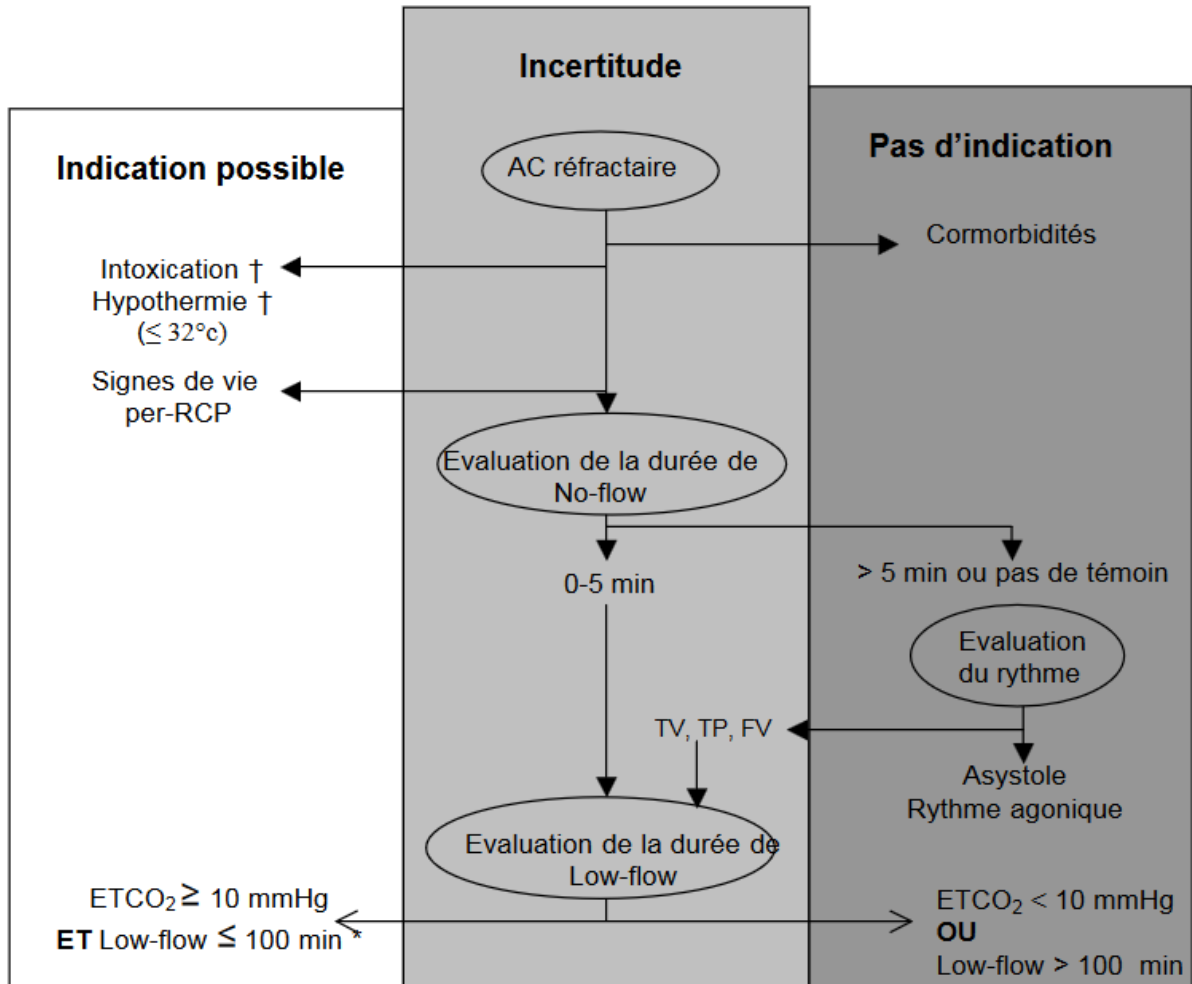 Incertitude
Indication possible
Pas d’indication
AC réfractaire
Cormorbidités
Intoxication †
Hypothermie †
(≤ 32°c)
Signes de vie
per-RCP
Evaluation de la durée de
No-flow
0-5 min
> 5 min ou pas de témoin
Evaluation
du rythme
TV, TP, FV
Asystole
Rythme agonique
Evaluation de la durée de
Low-flow
ETCO₂ ≥ 10 mmHg
ET Low-flow ≤ 100 min *
ETCO₂ < 10 mmHg
OU
Low-flow > 100 min